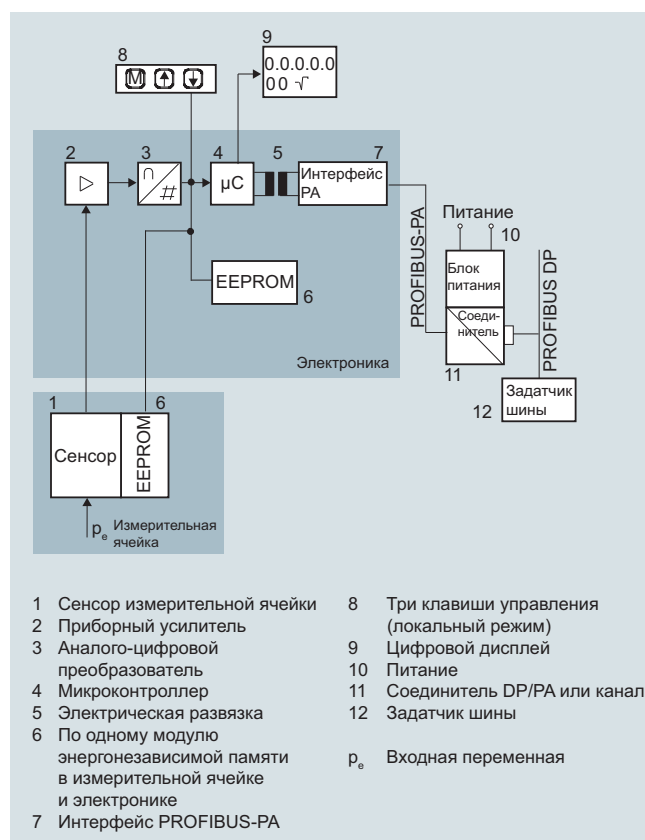 9
8
0.0.0.0.0
M
00 √
2
3
4
5
7
µC
Интерфейс
PA
Питание
10
EEPROM
6
PROFIBUS-PA
Блок
питания
PROFIBUS DP
Соеди-
нитель
Электроника
11
1
6
12
Задатчик
шины
Сенсор
EEPROM
pe Измерительная
ячейка
1 Сенсор измерительной ячейки
2 Приборный усилитель
3 Аналого-цифровой
преобразователь
4 Микроконтроллер
5 Электрическая развязка
6 По одному модулю
энергонезависимой памяти
в измерительной ячейке
и электронике
7 Интерфейс PROFIBUS-PA
8 Три клавиши управления
(локальный режим)
9 Цифровой дисплей
10 Питание
11 Соединитель DP/PA или канал
12 Задатчик шины
pe Входная переменная